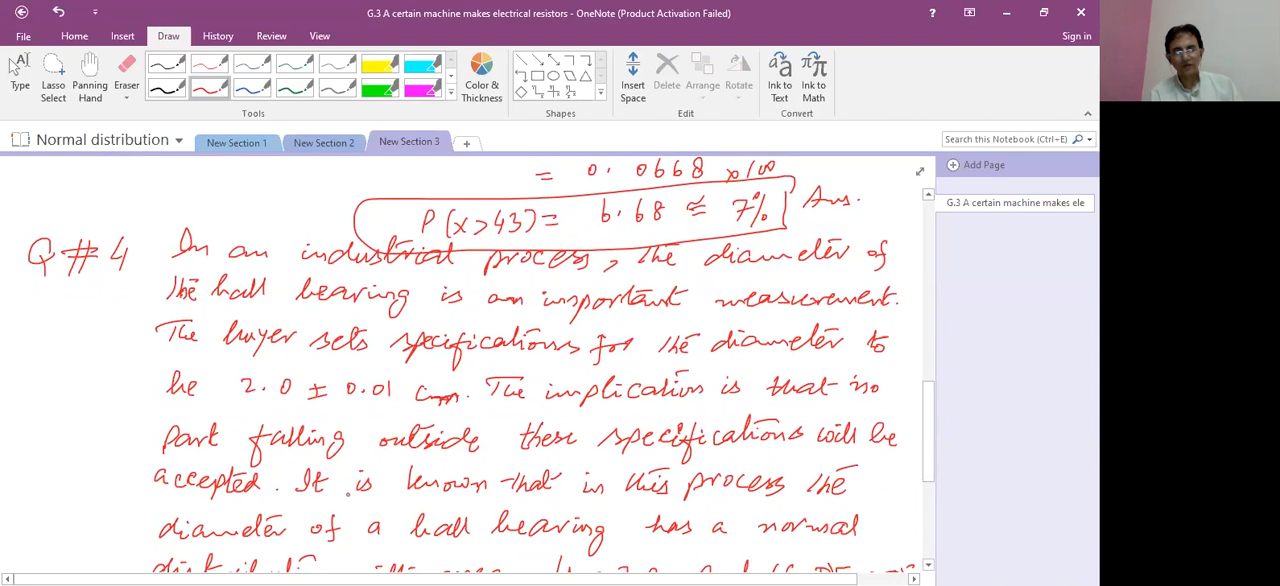 G.3 A certain machine makes electrical resistors - OneNote (Product Activation Failed)
File Home Insert Draw History Review View Sign in
Type Lasso Select Panning Hand Eraser Color & Thickness Insert Space Delete Arrange Rotate Ink to Text Ink to Math
Tools Shapes Edit Convert
Normal distribution New Section 1 New Section 2 New Section 3 Search this Notebook (Ctrl+E)
Add Page
G.3 A certain machine makes ele
= 0.0668 x100
P(x>43) = 6.68 ≅ 7% Ans.
Q#4 In an industrial process, the diameter of
the ball bearing is an important measurement.
The buyer sets specifications for the diameter to
be 2.0 ± 0.01 cm. The implication is that no
part falling outside these specifications will be
accepted. It is known that in this process the
diameter of a ball bearing has a normal